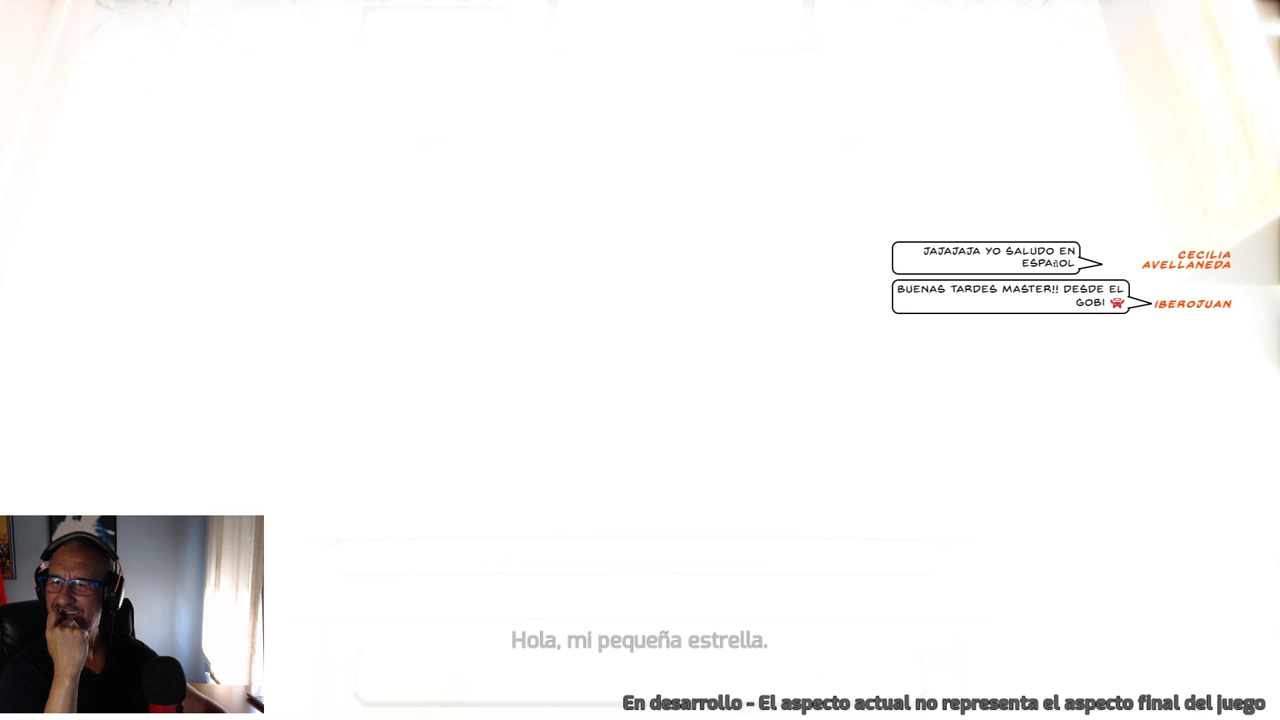 JAJAJAJA YO SALUDO EN
ESPAñOL
CECILIA
AVELLANEDA
BUENAS TARDES MASTER!! DESDE EL
GOBI
IBEROJUAN
Hola, mi pequeña estrella.
En desarrollo - El aspecto actual no representa el aspecto final del juego